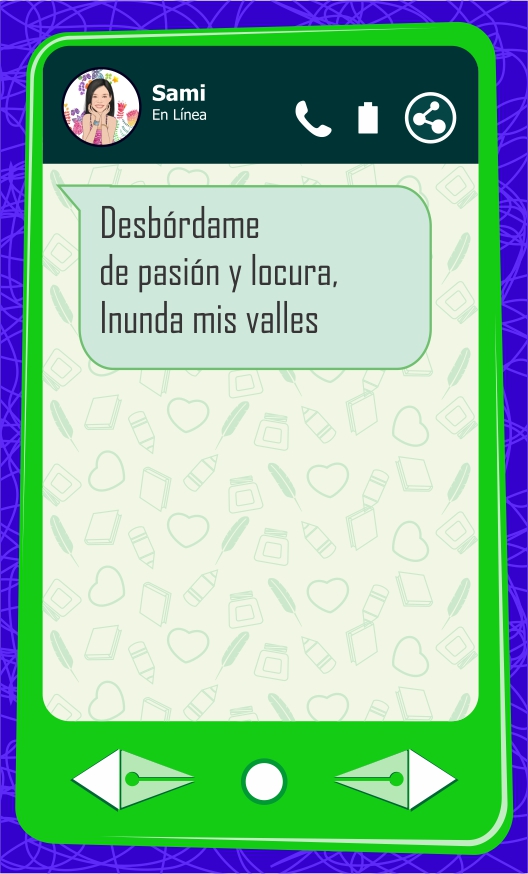 Sami
En Línea
Desbórdame
de pasión y locura,
Inunda mis valles